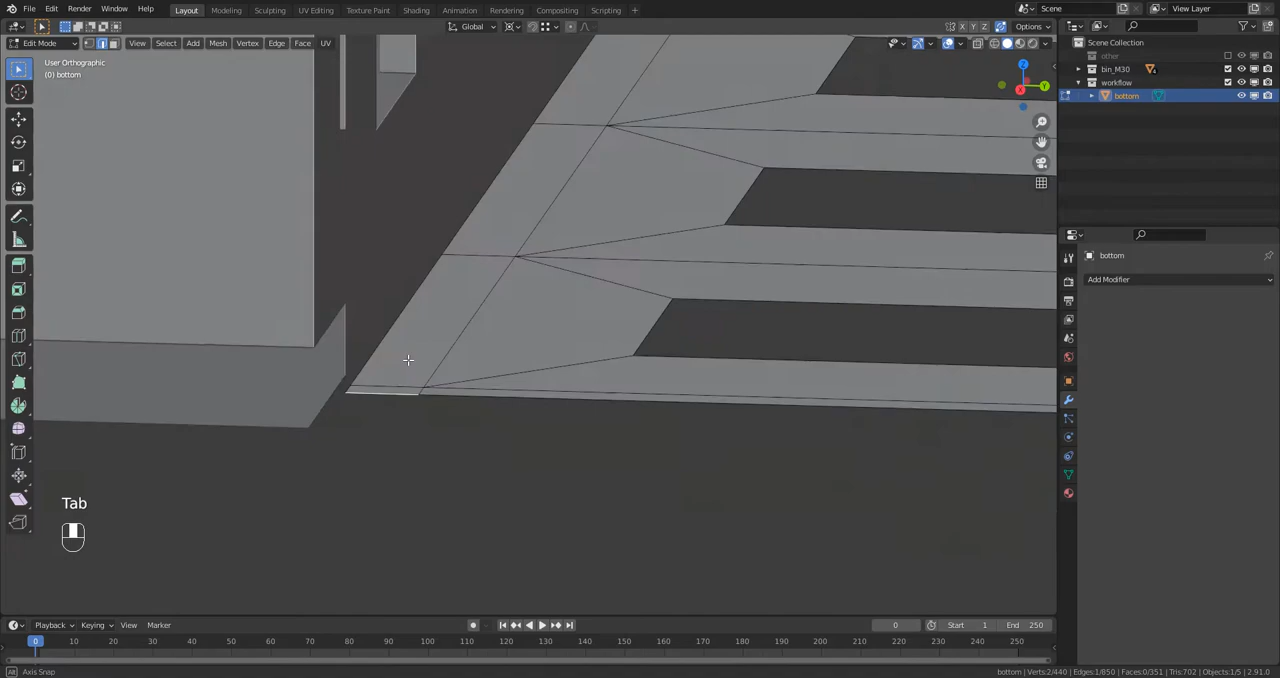 File Edit Render Window Help Layout Modeling Sculpting UV Editing Texture Paint Shading Animation Rendering Compositing Scripting + Scene View Layer
Global X Y Z Options
Edit Mode View Select Add Mesh Vertex Edge Face UV
User Orthographic
(0) bottom
Z
Y
X
Scene Collection
other
bin_M30 4
workflow
bottom
bottom
Add Modifier
Tab
Playback Keying View Marker 0 Start 1 End 250
0 10 20 30 40 50 60 70 80 90 100 110 120 130 140 150 160 170 180 190 200 210 220 230 240 250
Alt Axis Snap bottom | Verts:2/440 | Edges:1/850 | Faces:0/351 | Tris:702 | Objects:1/5 | 2.91.0